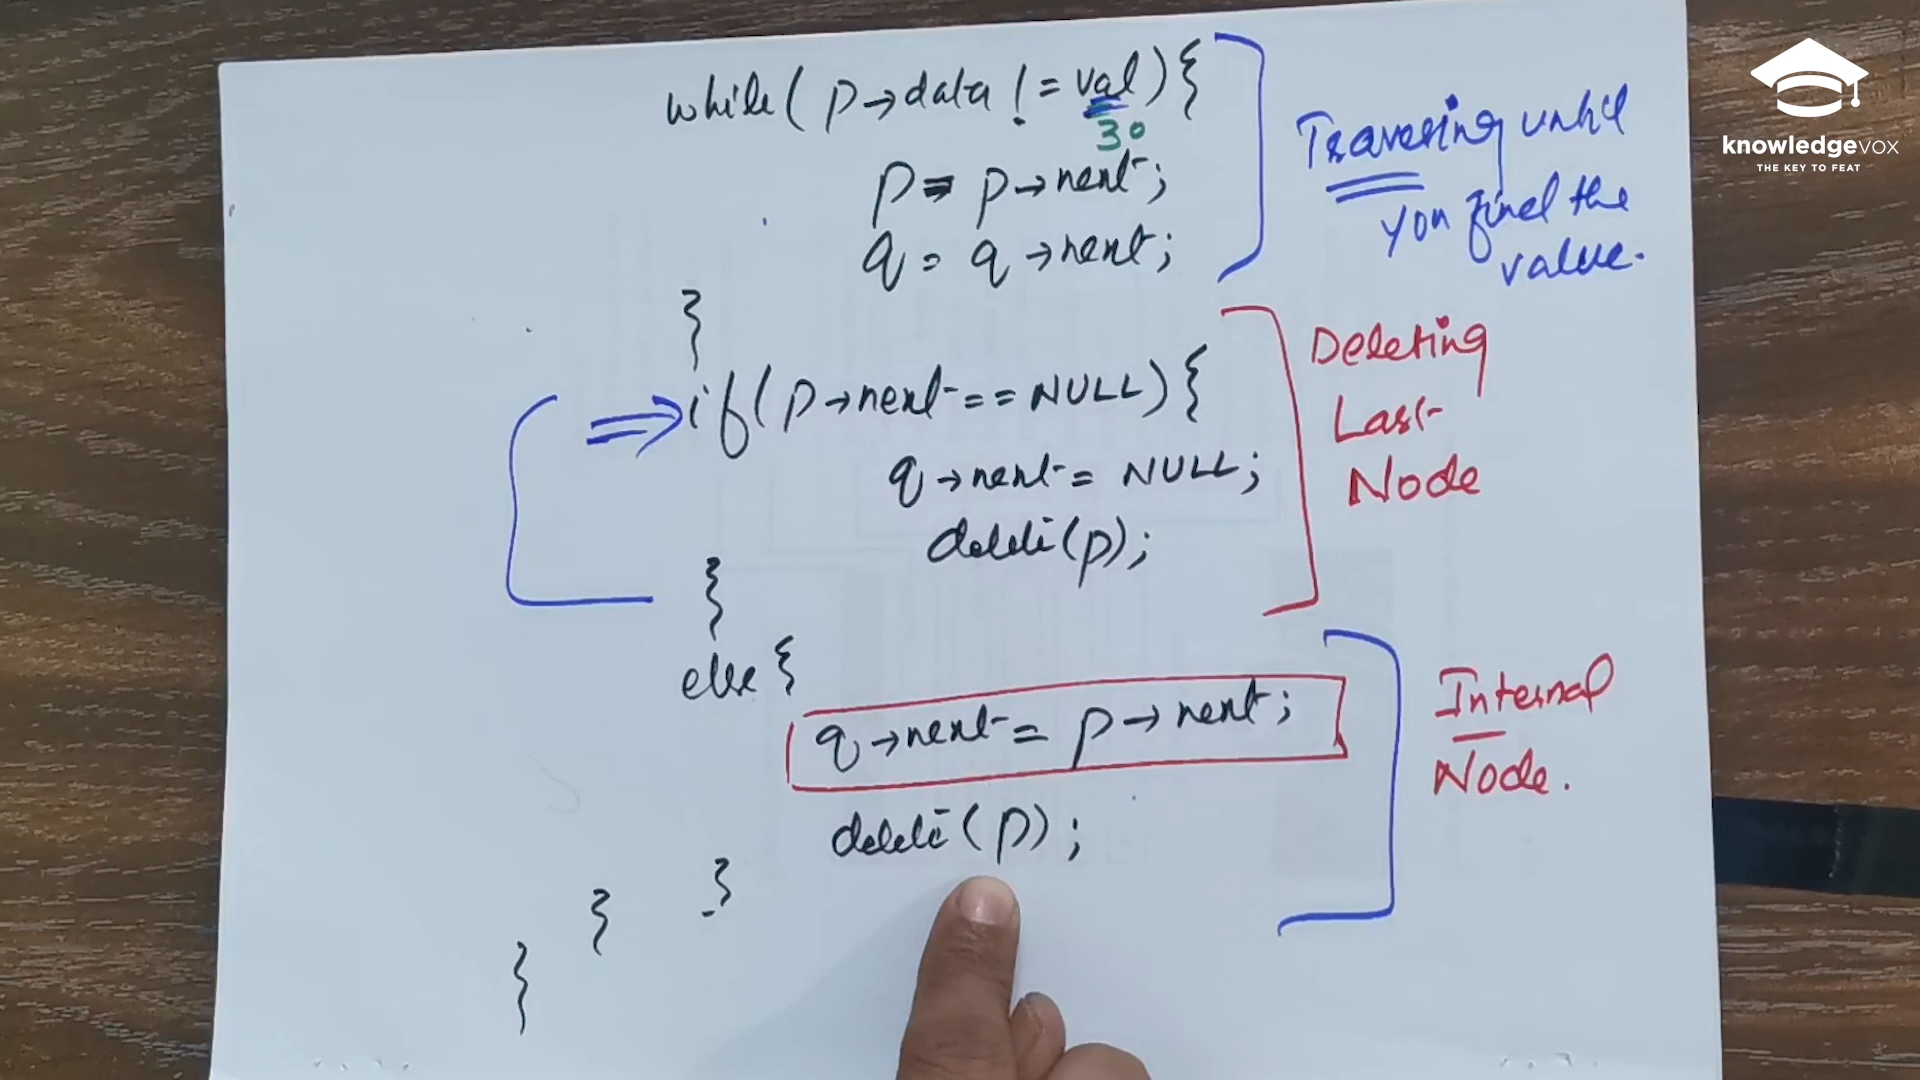 while( p→data != val){
30
p = p→next;
q = q→next;
}
if( p→next == NULL){
q→next = NULL;
delete(p);
}
else{
q→next = p→next;
delete(p);
}
}
}
Traversing until
you find the
value.
Deleting
Last
Node
Internal
Node.
knowledgevox
THE KEY TO FEAT